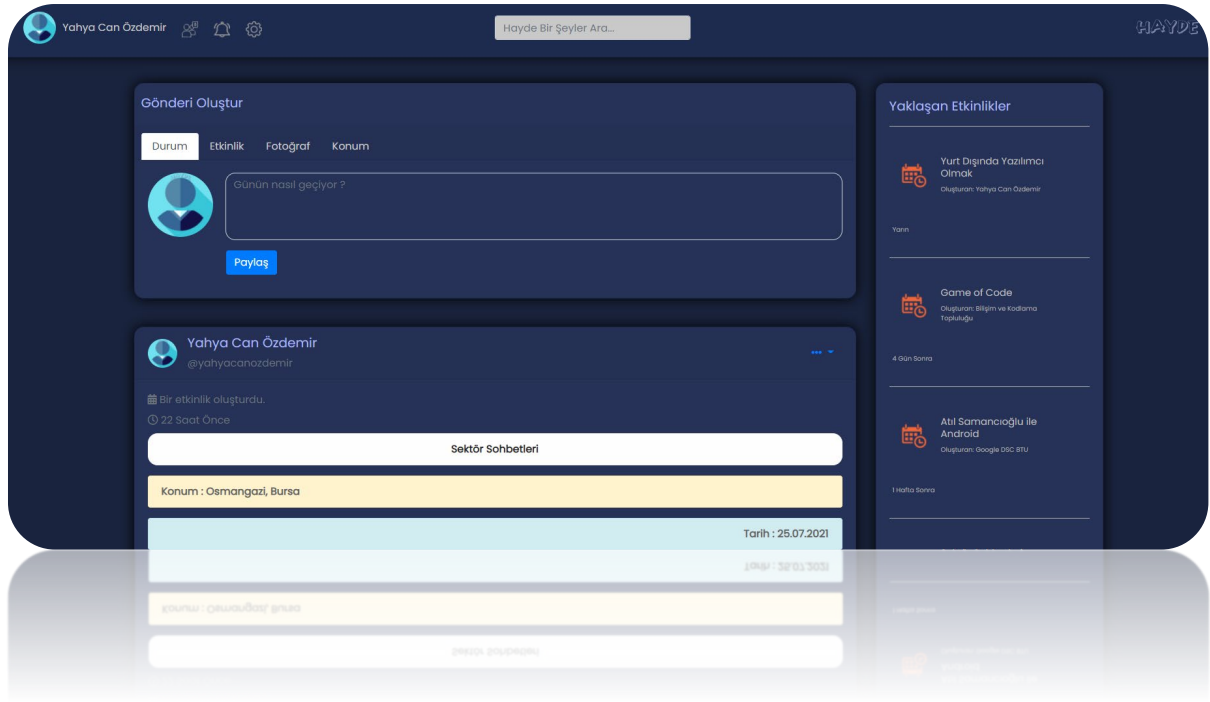 Yahya Can Özdemir
Hayde Bir Şeyler Ara...
HAYDE
Gönderi Oluştur
Durum Etkinlik Fotoğraf Konum
Günün nasıl geçiyor ?
Paylaş
Yahya Can Özdemir
@yahyacanozdemir
Bir etkinlik oluşturdu.
22 Saat Önce
Sektör Sohbetleri
Konum : Osmangazi, Bursa
Tarih : 25.07.2021
Yaklaşan Etkinlikler
Yurt Dışında Yazılımcı
Olmak
Oluşturan: Yahya Can Özdemir
Yarın
Game of Code
Oluşturan: Bilişim ve Kodlama
Topluluğu
4 Gün Sonra
Atıl Samancıoğlu ile
Android
Oluşturan: Google DSC BTU
1 Hafta Sonra